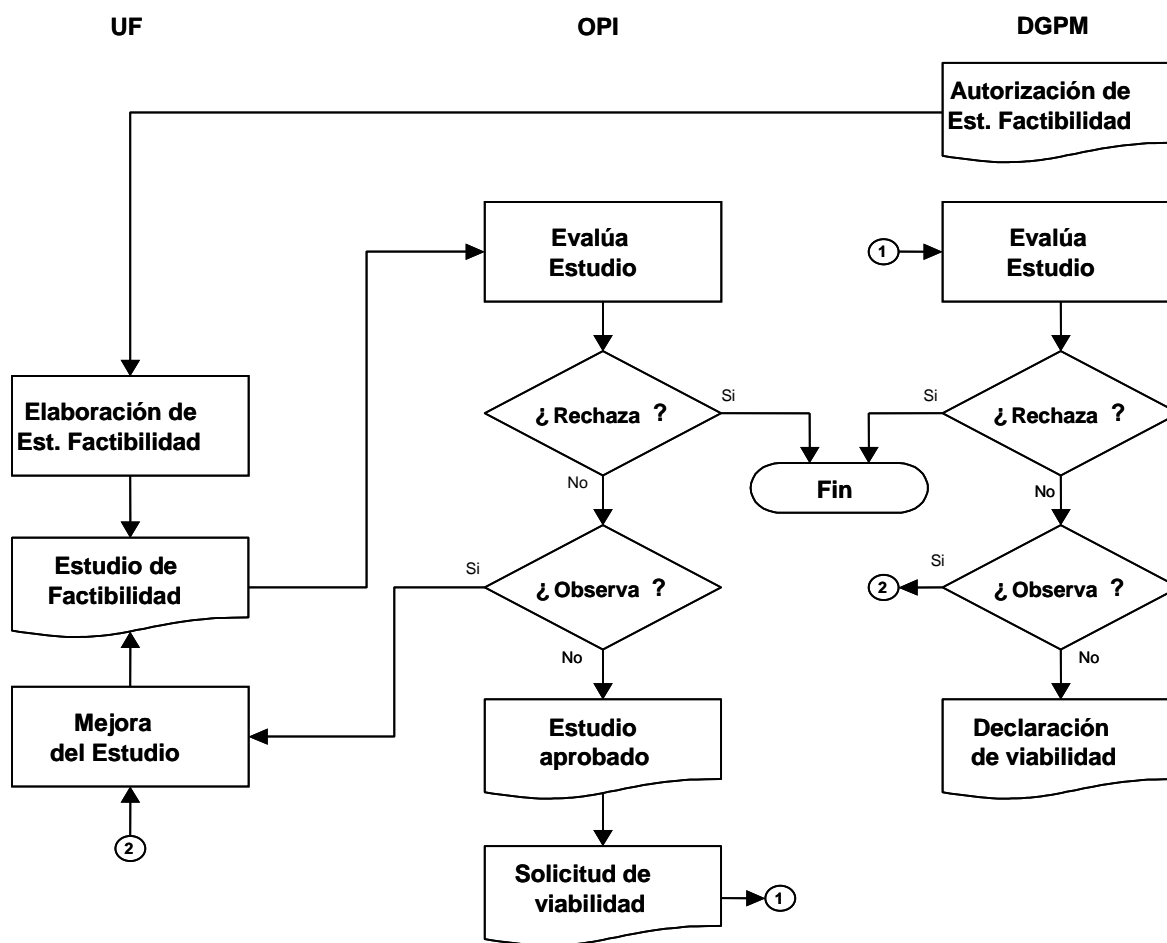 UF
OPI
DGPM
Autorización de
Est. Factibilidad
Evalúa
Estudio
1
Evalúa
Estudio
Elaboración de
Est. Factibilidad
¿ Rechaza ?
Si
Si
¿ Rechaza ?
Fin
No
No
Estudio de
Factibilidad
Si
¿ Observa ?
Si
2
¿ Observa ?
No
No
Mejora
del Estudio
Estudio
aprobado
Declaración
de viabilidad
2
Solicitud de
viabilidad
1